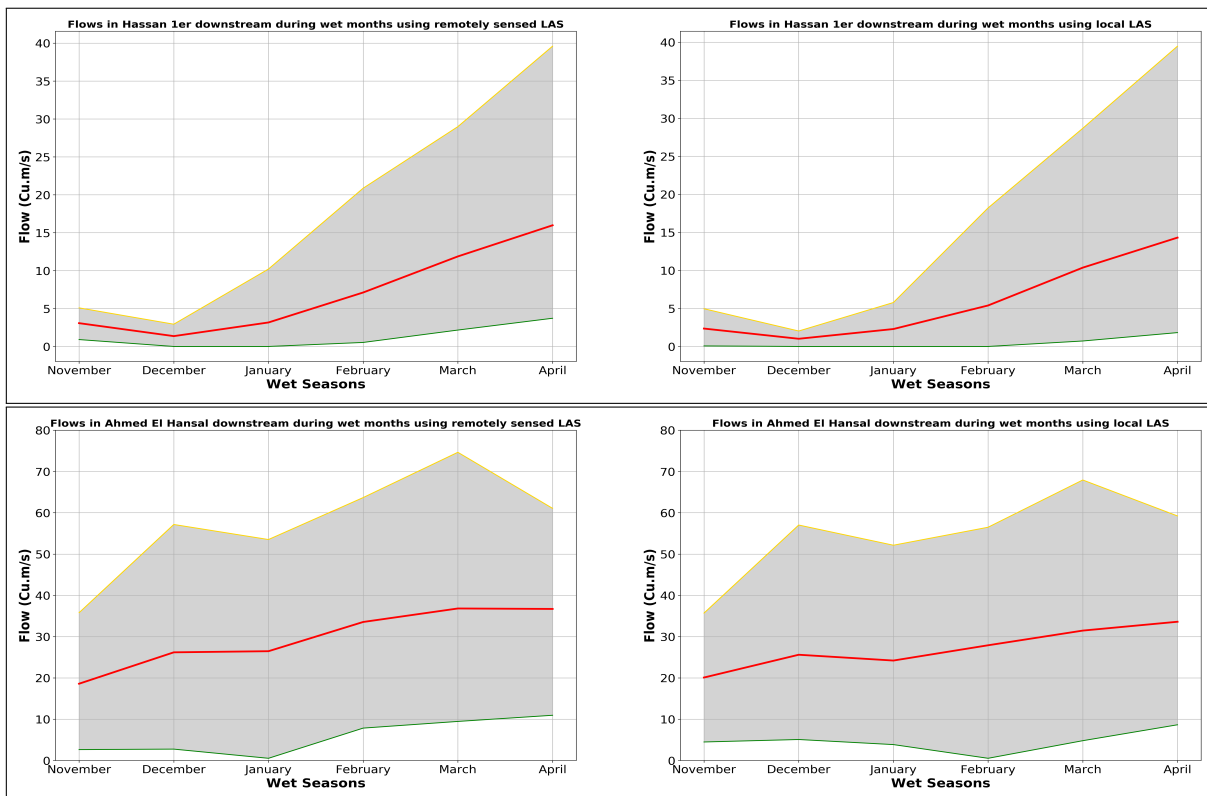 Flows in Hassan 1er downstream during wet months using remotely sensed LAS
40
35
30
25
20
15
10
5
0
Flow (Cu.m/s)
November December January February March April
Wet Seasons
Flows in Hassan 1er downstream during wet months using local LAS
40
35
30
25
20
15
10
5
0
Flow (Cu.m/s)
November December January February March April
Wet Seasons
Flows in Ahmed El Hansal downstream during wet months using remotely sensed LAS
80
70
60
50
40
30
20
10
0
Flow (Cu.m/s)
November December January February March April
Wet Seasons
Flows in Ahmed El Hansal downstream during wet months using local LAS
80
70
60
50
40
30
20
10
0
Flow (Cu.m/s)
November December January February March April
Wet Seasons